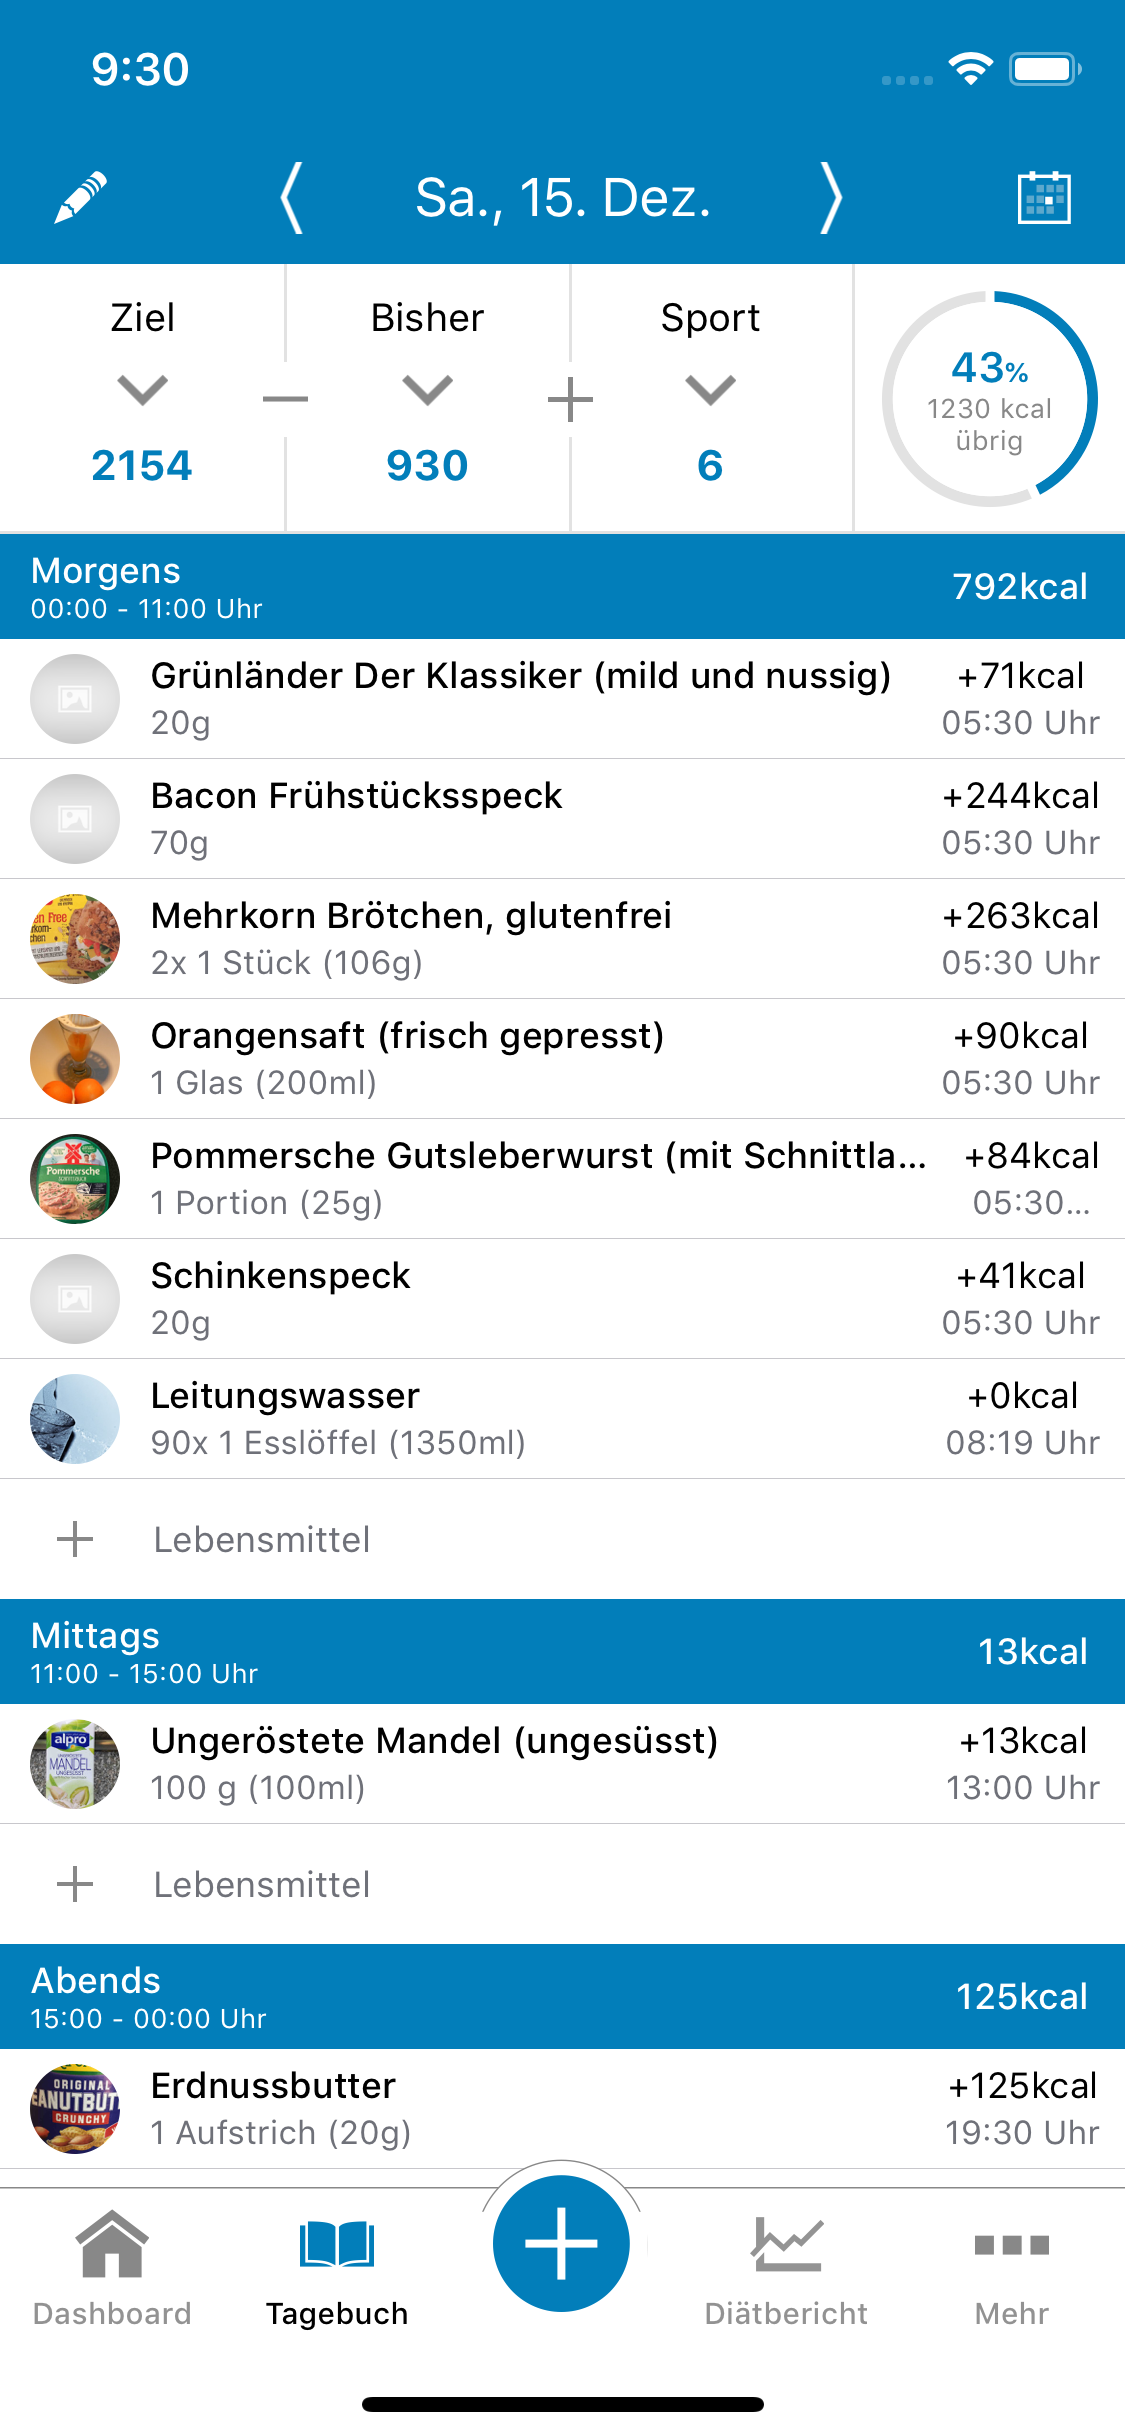 9:30
Sa., 15. Dez.
Ziel
Bisher
Sport
2154
930
6
43%
1230 kcal
übrig
Morgens
00:00 - 11:00 Uhr
792kcal
Grünländer Der Klassiker (mild und nussig)
+71kcal
20g
05:30 Uhr
Bacon Frühstücksspeck
+244kcal
70g
05:30 Uhr
Mehrkorn Brötchen, glutenfrei
+263kcal
2x 1 Stück (106g)
05:30 Uhr
Orangensaft (frisch gepresst)
+90kcal
1 Glas (200ml)
05:30 Uhr
Pommersche
Pommersche Gutsleberwurst (mit Schnittla...
+84kcal
1 Portion (25g)
05:30...
Schinkenspeck
+41kcal
20g
05:30 Uhr
Leitungswasser
+0kcal
90x 1 Esslöffel (1350ml)
08:19 Uhr
Lebensmittel
Mittags
11:00 - 15:00 Uhr
13kcal
alpro
MANDEL
Ungeröstete Mandel (ungesüsst)
+13kcal
100 g (100ml)
13:00 Uhr
Lebensmittel
Abends
15:00 - 00:00 Uhr
125kcal
ORIGINAL
EANUTBUT
CRUNCHY
Erdnussbutter
+125kcal
1 Aufstrich (20g)
19:30 Uhr
Dashboard
Tagebuch
Diätbericht
Mehr